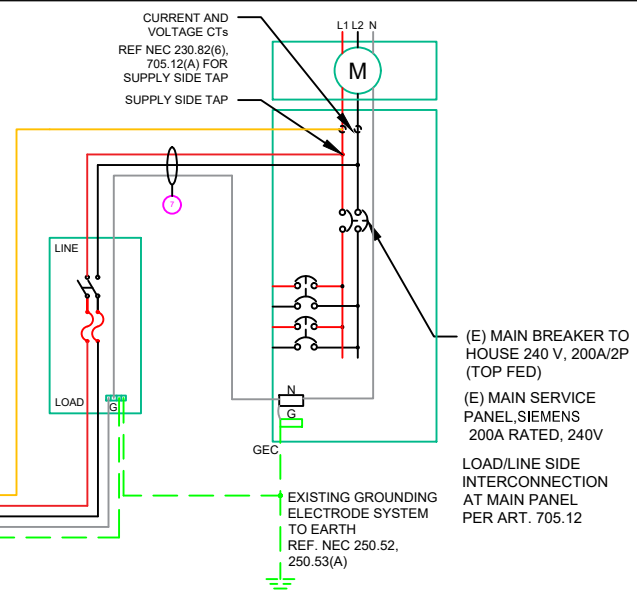 CURRENT AND
VOLTAGE CTs
REF NEC 230.82(6),
705.12(A) FOR
SUPPLY SIDE TAP
SUPPLY SIDE TAP
L1 L2 N
M
7
LINE
LOAD
G
N
G
GEC
(E) MAIN BREAKER TO
HOUSE 240 V, 200A/2P
(TOP FED)
(E) MAIN SERVICE
PANEL,SIEMENS
200A RATED, 240V
LOAD/LINE SIDE
INTERCONNECTION
AT MAIN PANEL
PER ART. 705.12
EXISTING GROUNDING
ELECTRODE SYSTEM
TO EARTH
REF. NEC 250.52,
250.53(A)